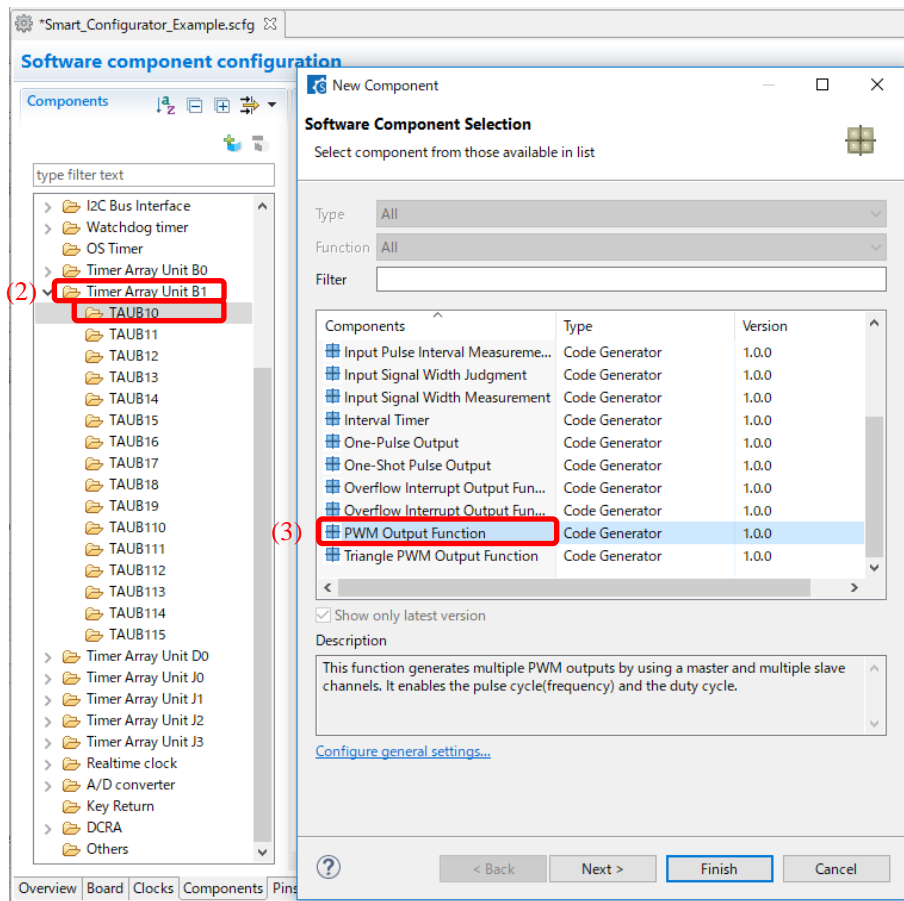 *Smart_Configurator_Example.scfg
Software component configuration
Components
type filter text
I2C Bus Interface
Watchdog timer
OS Timer
Timer Array Unit B0
(2)
Timer Array Unit B1
TAUB10
TAUB11
TAUB12
TAUB13
TAUB14
TAUB15
TAUB16
TAUB17
TAUB18
TAUB19
TAUB110
TAUB111
TAUB112
TAUB113
TAUB114
TAUB115
Timer Array Unit D0
Timer Array Unit J0
Timer Array Unit J1
Timer Array Unit J2
Timer Array Unit J3
Realtime clock
A/D converter
Key Return
DCRA
Others
Overview Board Clocks Components Pins
New Component
Software Component Selection
Select component from those available in list
Type All
Function All
Filter
Components Type Version
Input Pulse Interval Measureme... Code Generator 1.0.0
Input Signal Width Judgment Code Generator 1.0.0
Input Signal Width Measurement Code Generator 1.0.0
Interval Timer Code Generator 1.0.0
One-Pulse Output Code Generator 1.0.0
One-Shot Pulse Output Code Generator 1.0.0
Overflow Interrupt Output Fun... Code Generator 1.0.0
Overflow Interrupt Output Fun... Code Generator 1.0.0
(3) PWM Output Function Code Generator 1.0.0
Triangle PWM Output Function Code Generator 1.0.0
Show only latest version
Description
This function generates multiple PWM outputs by using a master and multiple slave
channels. It enables the pulse cycle(frequency) and the duty cycle.
Configure general settings...
< Back Next > Finish Cancel